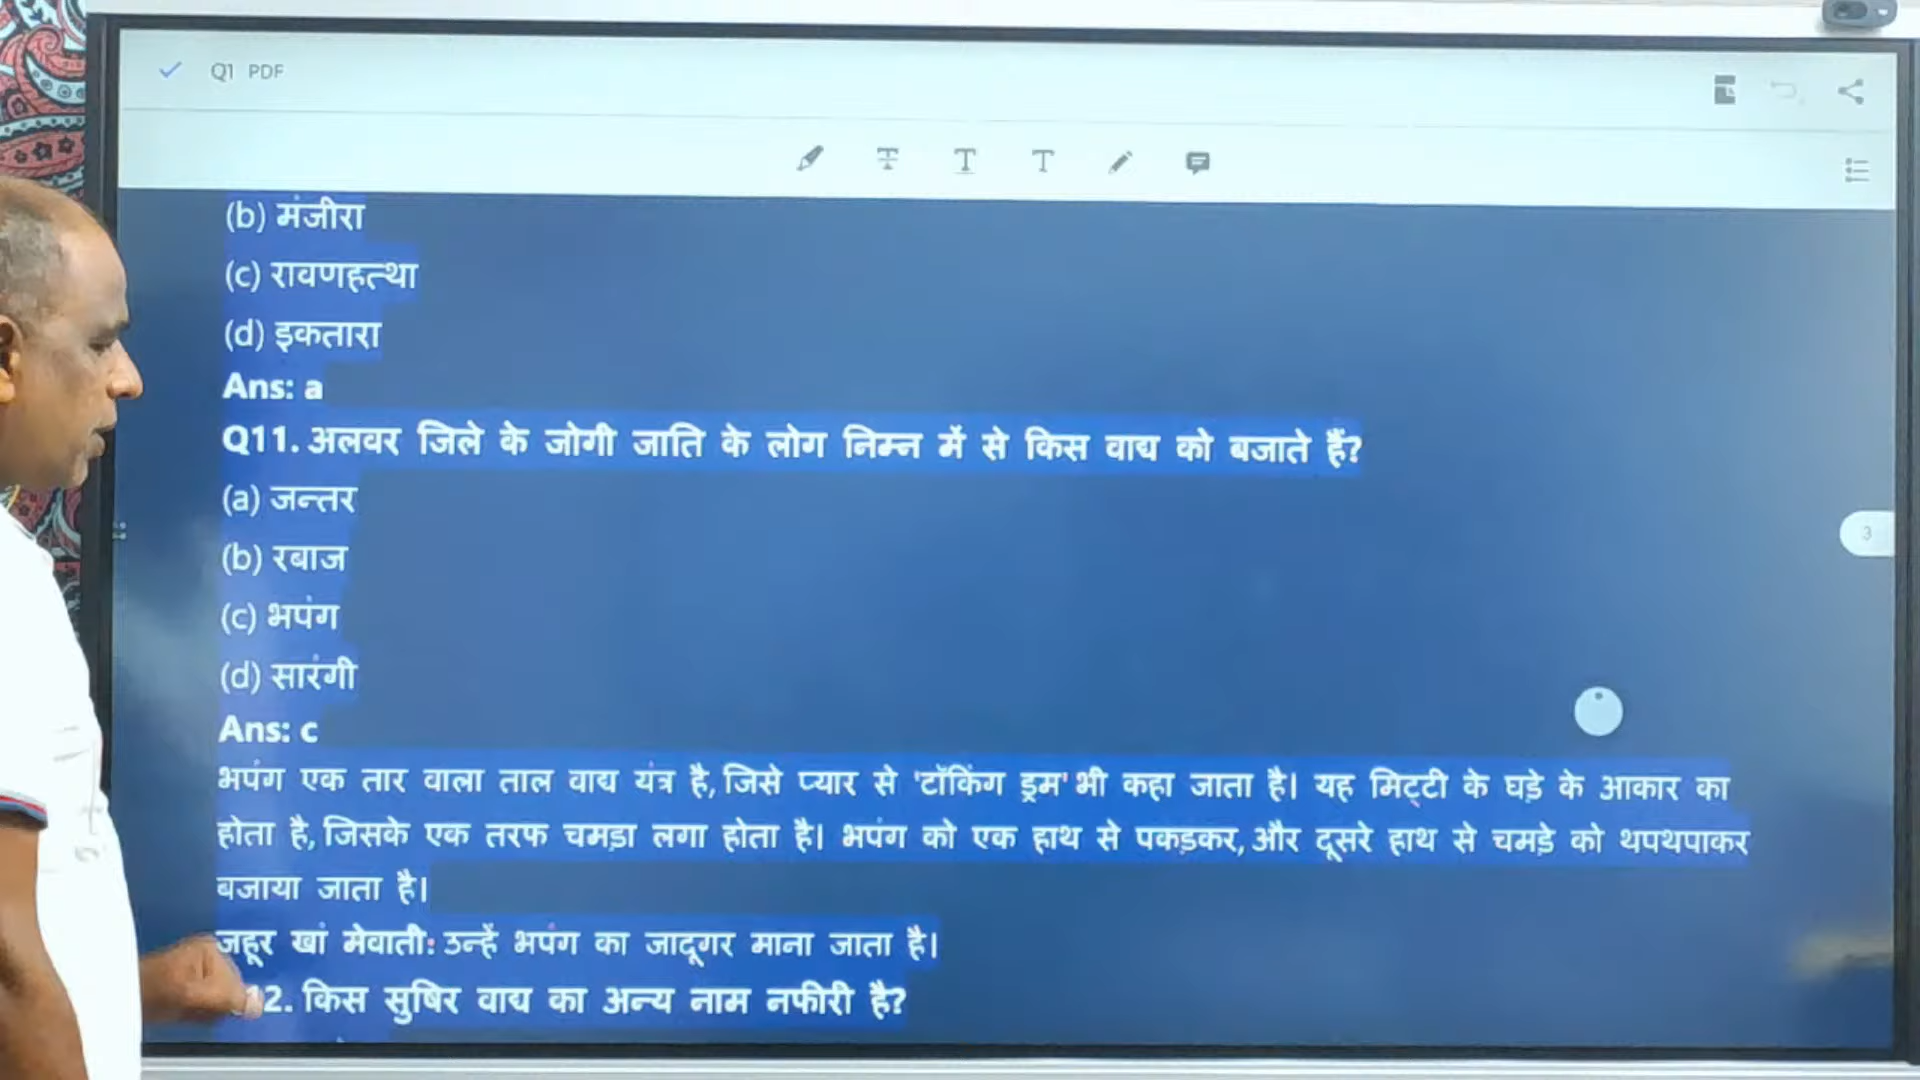 Q1 PDF
(b) मंजीरा
(c) रावणहत्था
(d) इकतारा
Ans: a
Q11. अलवर जिले के जोगी जाति के लोग निम्न में से किस वाद्य को बजाते हैं?
(a) जन्तर
(b) रबाज
(c) भपंग
(d) सारंगी
Ans: c
3
भपंग एक तार वाला ताल वाद्य यंत्र है, जिसे प्यार से 'टॉकिंग ड्रम' भी कहा जाता है। यह मिट्टी के घड़े के आकार का
होता है, जिसके एक तरफ चमड़ा लगा होता है। भपंग को एक हाथ से पकड़कर, और दूसरे हाथ से चमड़े को थपथपाकर
बजाया जाता है।
जहूर खां मेवाती: उन्हें भपंग का जादूगर माना जाता है।
12. किस सुषिर वाद्य का अन्य नाम नफीरी है?